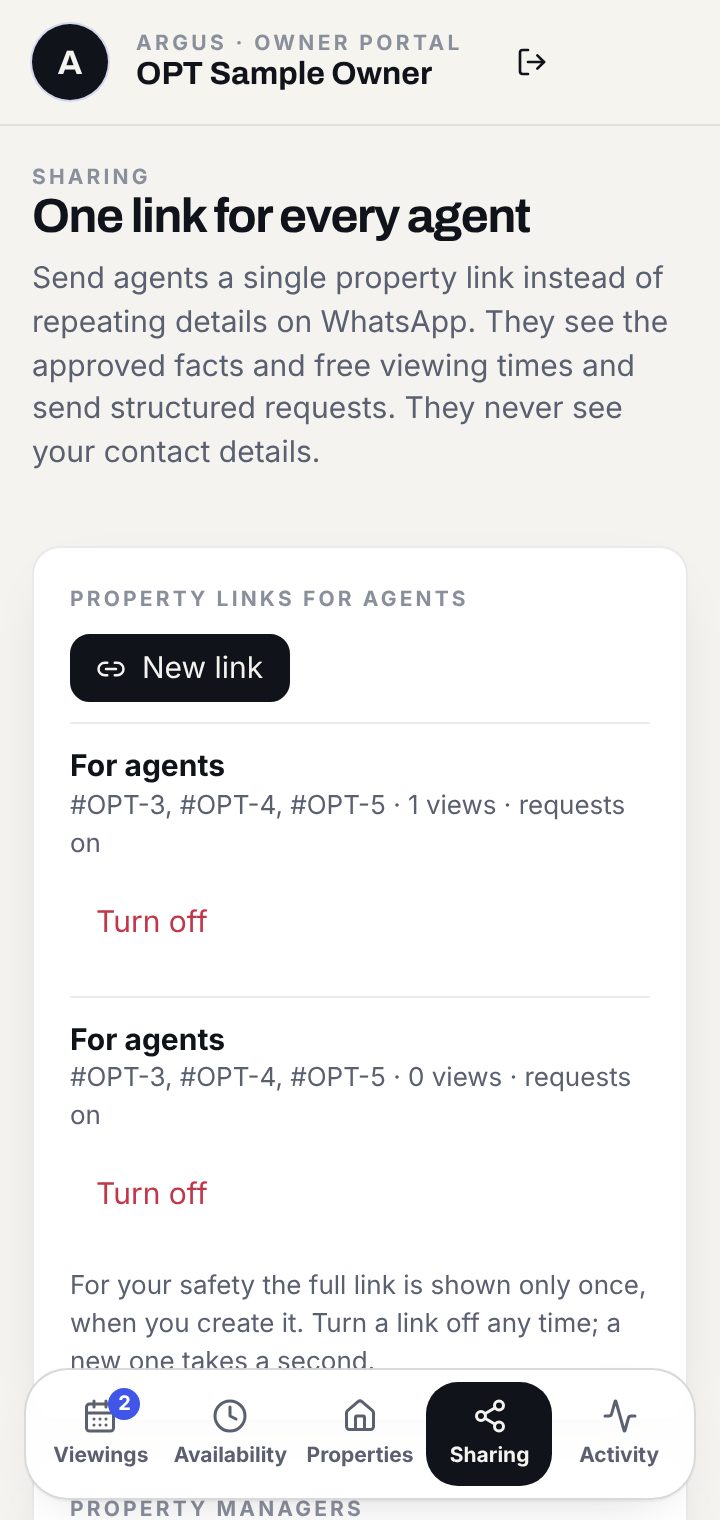 A
ARGUS · OWNER PORTAL
OPT Sample Owner
SHARING
One link for every agent
Send agents a single property link instead of
repeating details on WhatsApp. They see the
approved facts and free viewing times and
send structured requests. They never see
your contact details.
PROPERTY LINKS FOR AGENTS
New link
For agents
#OPT-3, #OPT-4, #OPT-5 · 1 views · requests
on
Turn off
For agents
#OPT-3, #OPT-4, #OPT-5 · 0 views · requests
on
Turn off
For your safety the full link is shown only once,
when you create it. Turn a link off any time; a
new one takes a second.
2
Viewings Availability Properties Sharing Activity
PROPERTY MANAGERS